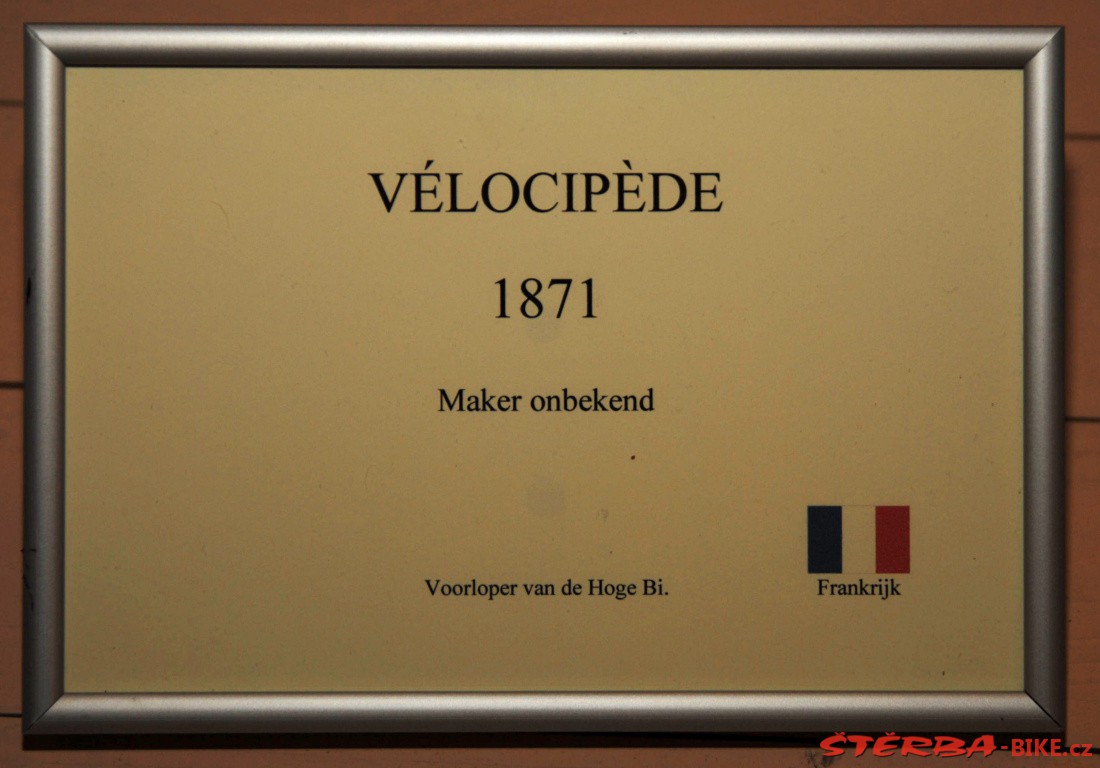 VÉLOCIPÈDE
1871
Maker onbekend
Voorloper van de Hoge Bi.
Frankrijk
ŠTĚRBA-BIKE.cz